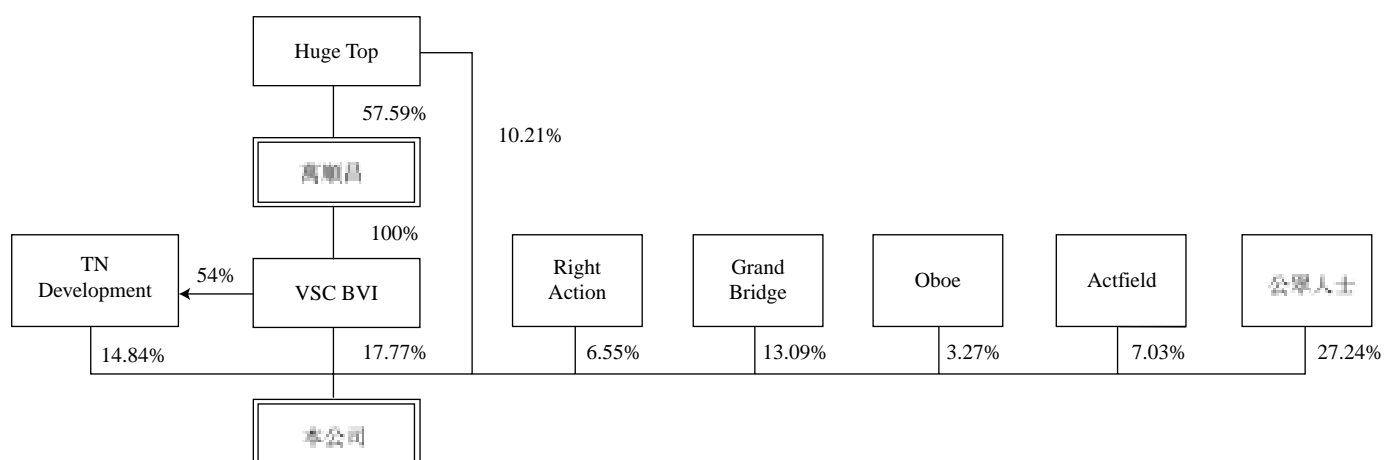 Huge Top
57.59%
10.21%
萬順昌
100%
TN
Development
54%
VSC BVI
Right
Action
Grand
Bridge
Oboe
Actfield
公眾人士
14.84%
17.77%
6.55%
13.09%
3.27%
7.03%
27.24%
本公司